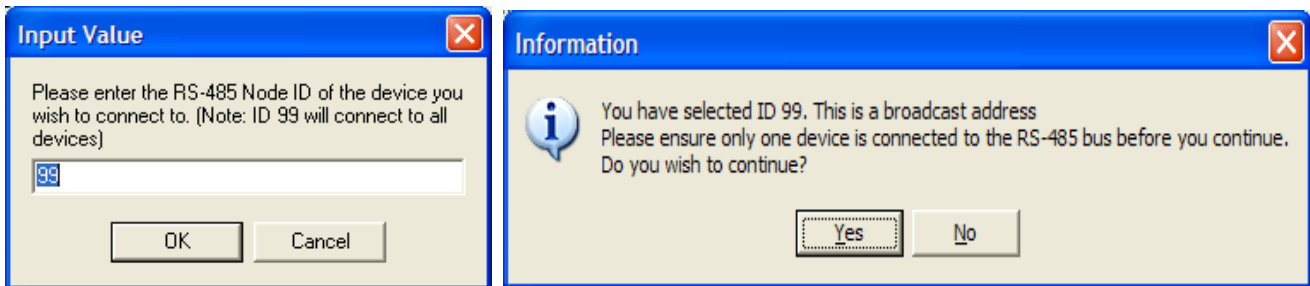 Input Value
Please enter the RS-485 Node ID of the device you
wish to connect to. (Note: ID 99 will connect to all
devices)
99
OK
Cancel
Information
You have selected ID 99. This is a broadcast address
Please ensure only one device is connected to the RS-485 bus before you continue.
Do you wish to continue?
Yes
No